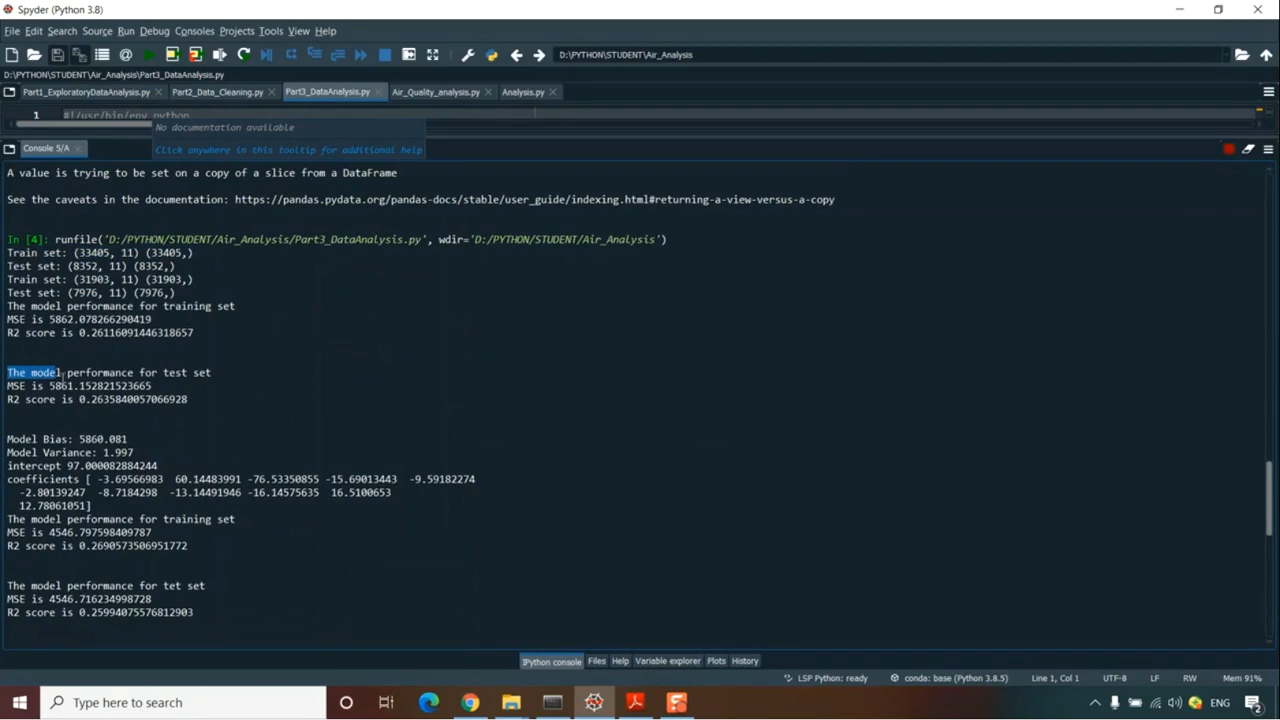 Spyder (Python 3.8)
File Edit Search Source Run Debug Consoles Projects Tools View Help
D:\PYTHON\STUDENT\Air_Analysis
D:\PYTHON\STUDENT\Air_Analysis\Part3_DataAnalysis.py
Part1_ExploratoryDataAnalysis.py Part2_Data_Cleaning.py Part3_DataAnalysis.py Air_Quality_analysis.py Analysis.py
1 #!/usr/bin/env python
No documentation available
Click anywhere in this tooltip for additional help
Console 5/A
A value is trying to be set on a copy of a slice from a DataFrame
See the caveats in the documentation: https://pandas.pydata.org/pandas-docs/stable/user_guide/indexing.html#returning-a-view-versus-a-copy
In [4]: runfile('D:/PYTHON/STUDENT/Air_Analysis/Part3_DataAnalysis.py', wdir='D:/PYTHON/STUDENT/Air_Analysis')
Train set: (33405, 11) (33405,)
Test set: (8352, 11) (8352,)
Train set: (31903, 11) (31903,)
Test set: (7976, 11) (7976,)
The model performance for training set
MSE is 5862.078266290419
R2 score is 0.26116091446318657
The model performance for test set
MSE is 5861.152821523665
R2 score is 0.2635840057066928
Model Bias: 5860.081
Model Variance: 1.997
intercept 97.000082884244
coefficients [ -3.69566983 60.14483991 -76.53350855 -15.69013443 -9.59182274
-2.80139247 -8.7184298 -13.14491946 -16.14575635 16.5100653
12.78061051]
The model performance for training set
MSE is 4546.797598409787
R2 score is 0.2690573506951772
The model performance for tet set
MSE is 4546.716234998728
R2 score is 0.25994075576812903
IPython console Files Help Variable explorer Plots History
LSP Python: ready conda: base (Python 3.8.5) Line 1, Col 1 UTF-8 LF RW Mem 91%
Type here to search
ENG
2